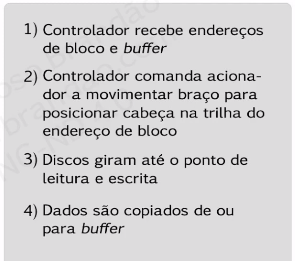 1) Controlador recebe endereços
de bloco e buffer
2) Controlador comanda aciona-
dor a movimentar braço para
posicionar cabeça na trilha do
endereço de bloco
3) Discos giram até o ponto de
leitura e escrita
4) Dados são copiados de ou
para buffer